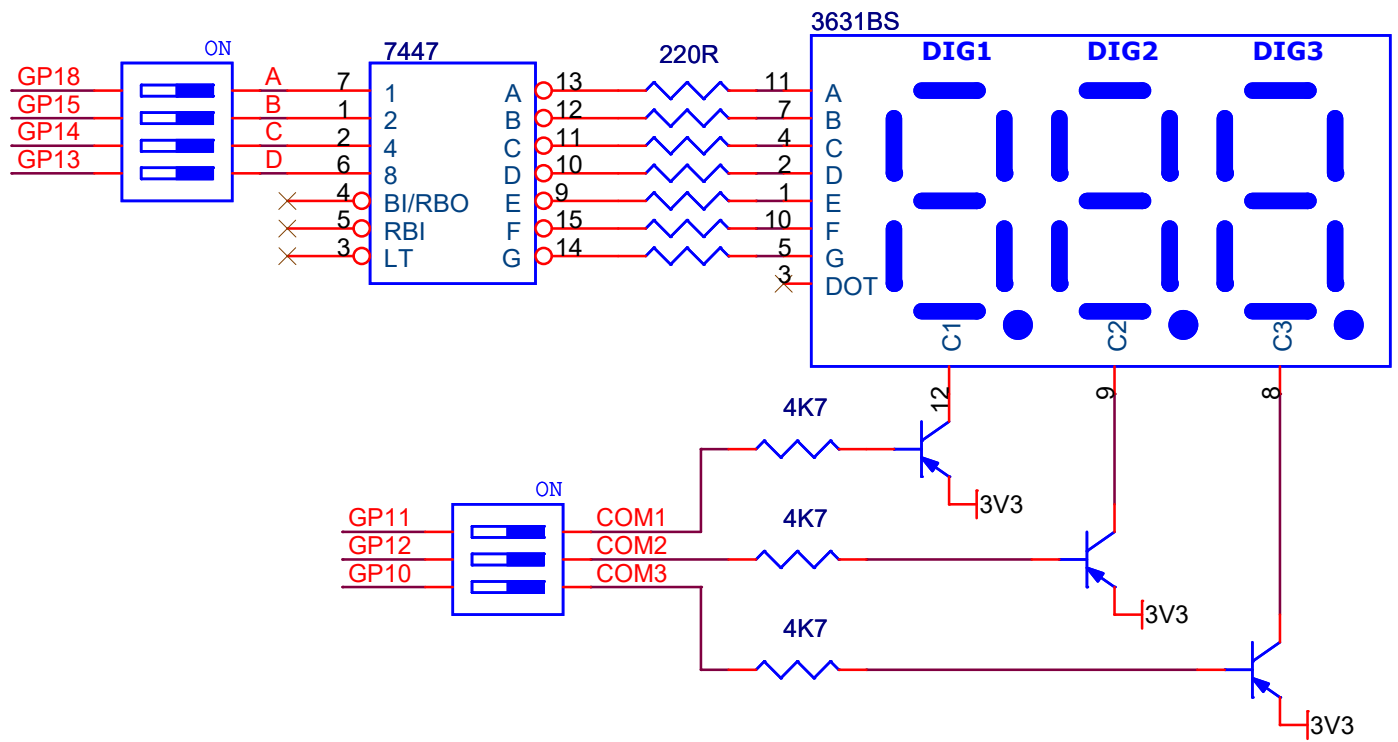 3631BS
ON 7447 220R DIG1 DIG2 DIG3
GP18 A 7 1 A 13 11 A
GP15 B 1 2 B 12 7 B
GP14 C 2 4 C 11 4 C
GP13 D 6 8 D 10 2 D
4 BI/RBO E 9 1 E
5 RBI F 15 10 F
3 LT G 14 5 G
3 DOT
C1 C2 C3
12 9 8
4K7
ON 3V3
GP11 COM1 4K7
GP12 COM2
GP10 COM3
3V3
4K7
3V3